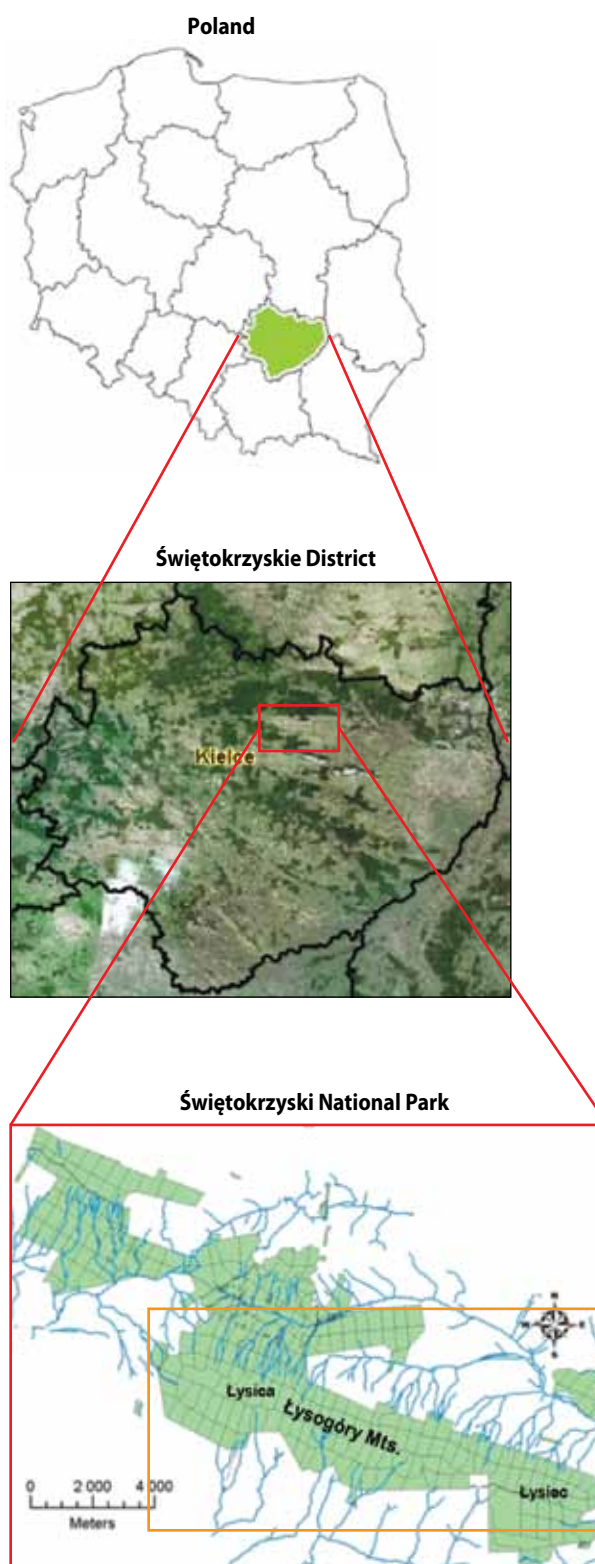 Poland
Świętokrzyskie District
Kielce
Świętokrzyski National Park
N
W E
S
Łysica
Łysogóry Mts.
Łysiec
0 2 000 4 000
Meters